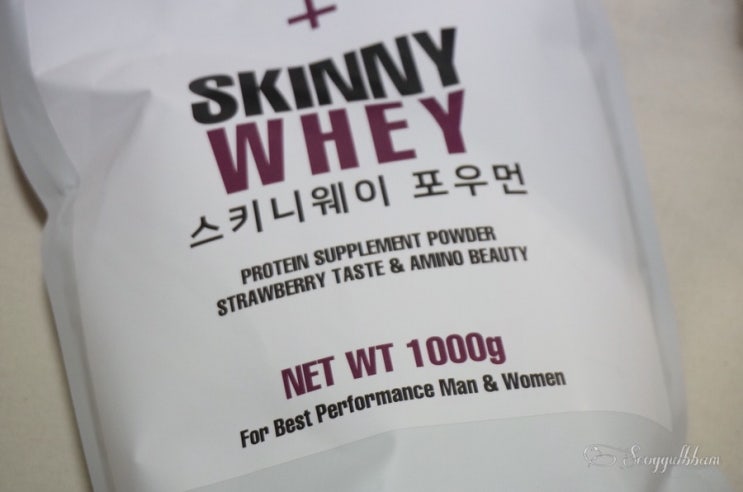 SKINNY
WHEY
스키니웨이 포우먼
PROTEIN SUPPLEMENT POWDER
STRAWBERRY TASTE & AMINO BEAUTY
NET WT 1000g
For Best Performance Man & Women